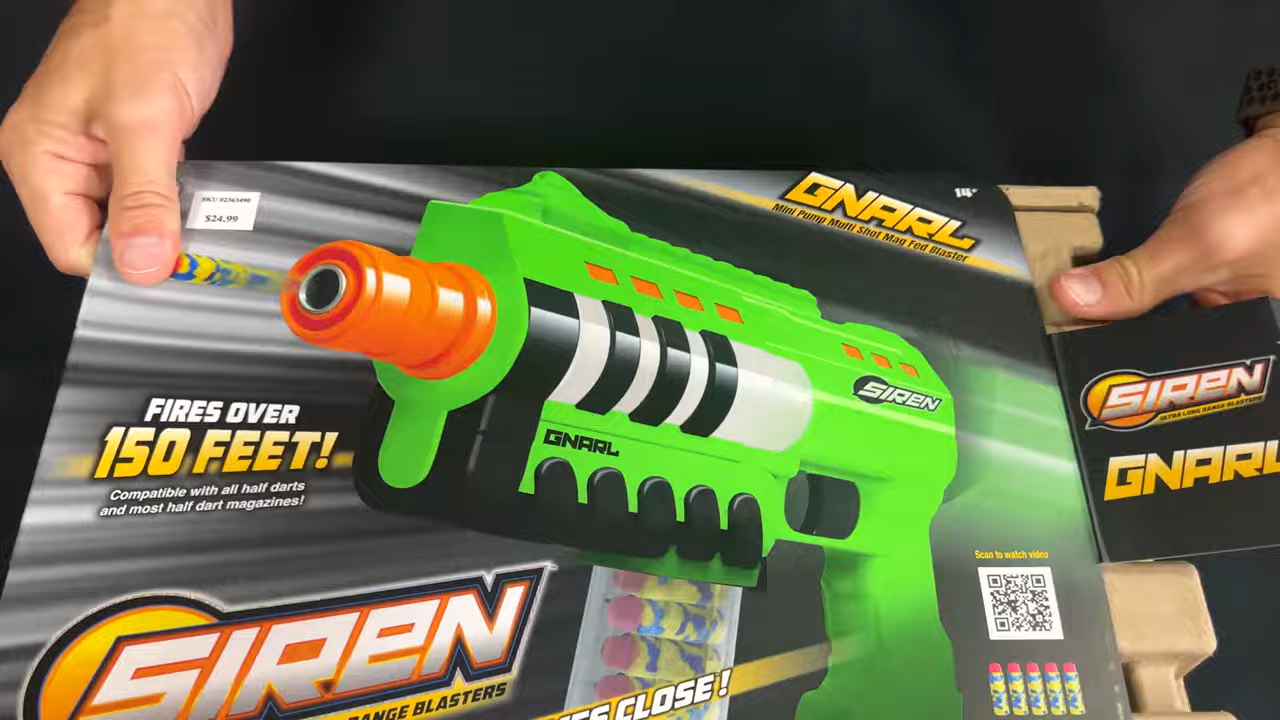 SKU #2363490
$24.99
GNARL
Mini Pump Multi Shot Mag Fed Blaster
14+
FIRES OVER
150 FEET!
Compatible with all half darts
and most half dart magazines!
GNARL
SIREN
SIREN
ULTRA LONG RANGE BLASTERS
GNARL
Scan to watch video
SIREN
RANGE BLASTERS
CLOSE!